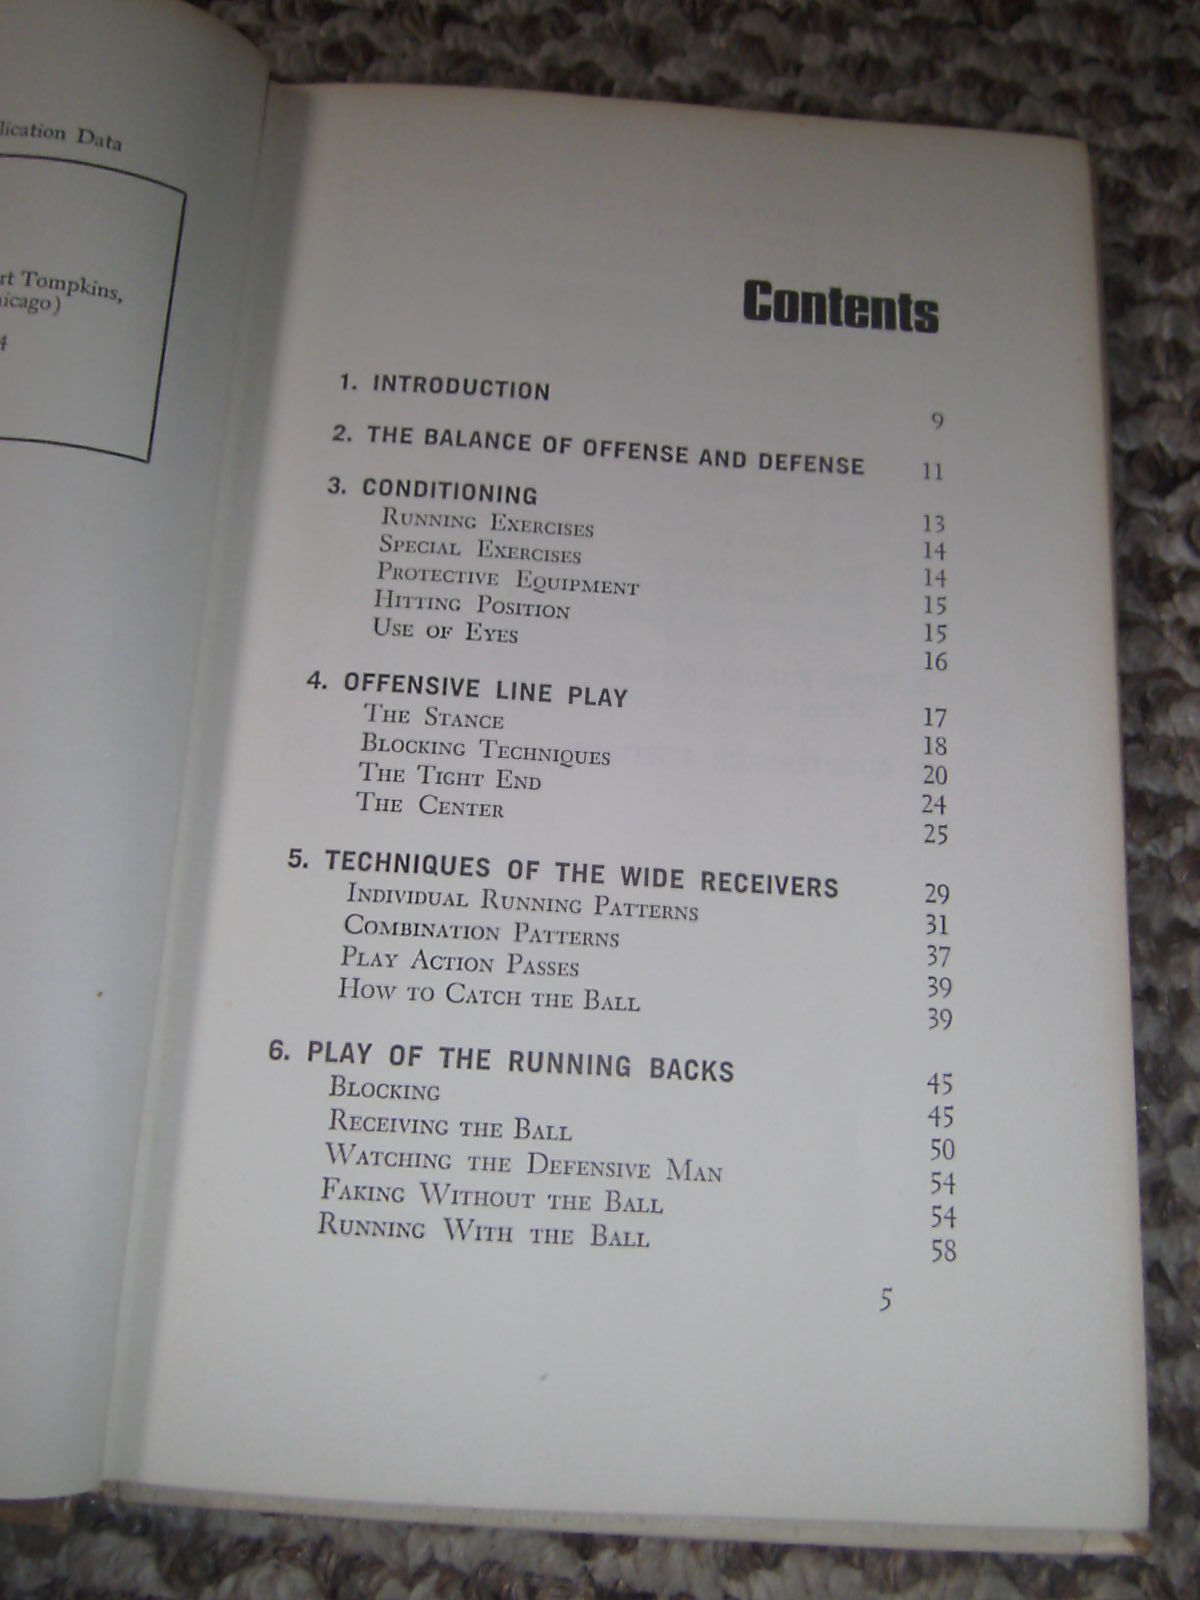 lication Data
rt Tompkins,
icago)
4
Contents
1. INTRODUCTION 9
2. THE BALANCE OF OFFENSE AND DEFENSE 11
3. CONDITIONING 13
Running Exercises 14
Special Exercises 14
Protective Equipment 15
Hitting Position 15
Use of Eyes 16
4. OFFENSIVE LINE PLAY 17
The Stance 18
Blocking Techniques 20
The Tight End 24
The Center 25
5. TECHNIQUES OF THE WIDE RECEIVERS 29
Individual Running Patterns 31
Combination Patterns 37
Play Action Passes 39
How to Catch the Ball 39
6. PLAY OF THE RUNNING BACKS 45
Blocking 45
Receiving the Ball 50
Watching the Defensive Man 54
Faking Without the Ball 54
Running With the Ball 58
5